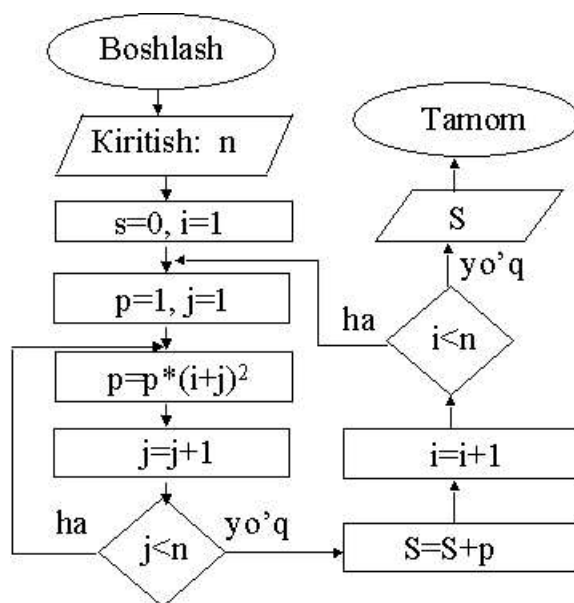 Boshlash
Kiritish: n
s=0, i=1
p=1, j=1
p=p*(i+j)²
j=j+1
ha
j<n
yo’q
S=S+p
i=i+1
ha
i<n
yo’q
S
Tamom